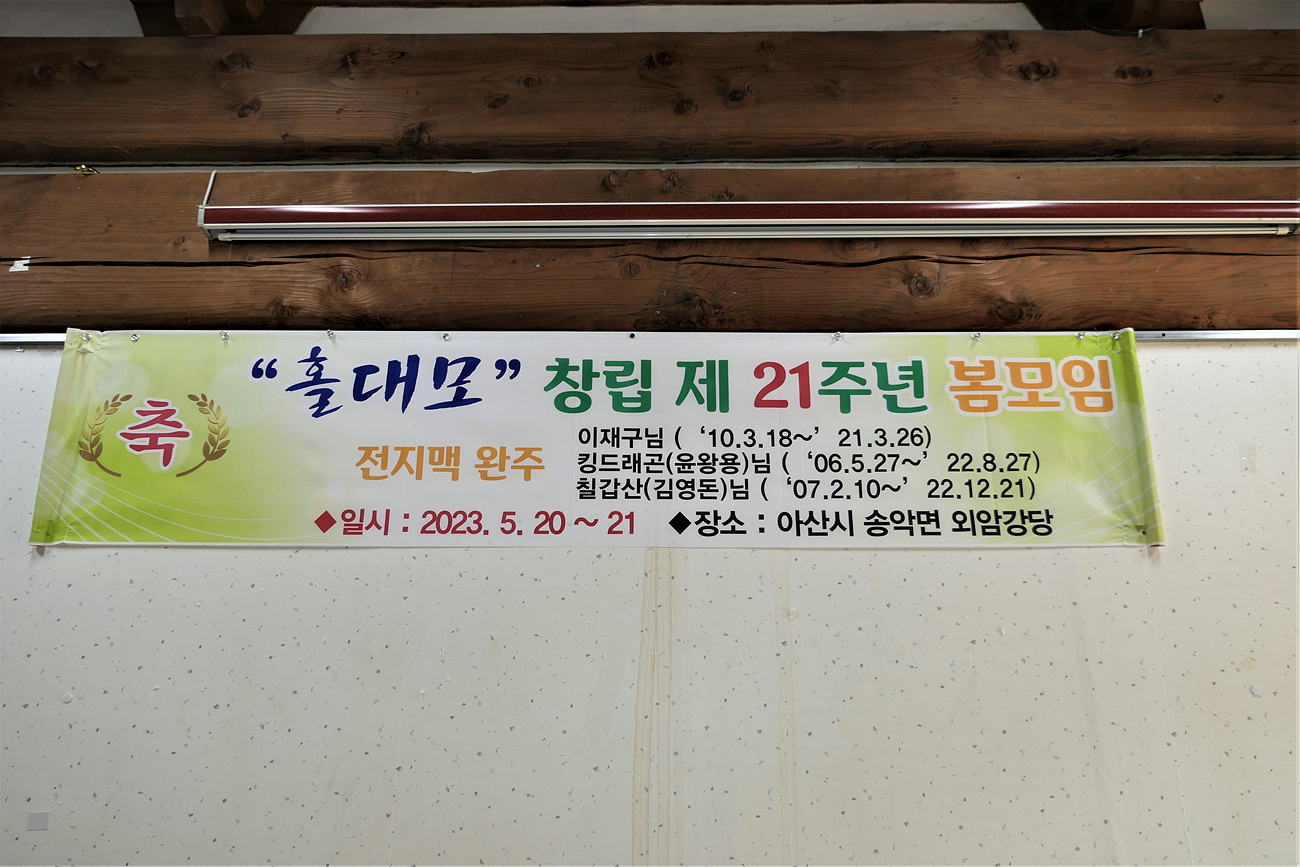 축
“홀대모” 창립 제 21주년 봄모임
전지맥 완주
이재구님 ( ‘10.3.18~’ 21.3.26)
킹드래곤(윤왕용)님 ( ‘06.5.27~’ 22.8.27)
칠갑산(김영돈)님 ( ‘07.2.10~’ 22.12.21)
◆일시 : 2023. 5. 20 ~ 21 ◆장소 : 아산시 송악면 외암강당